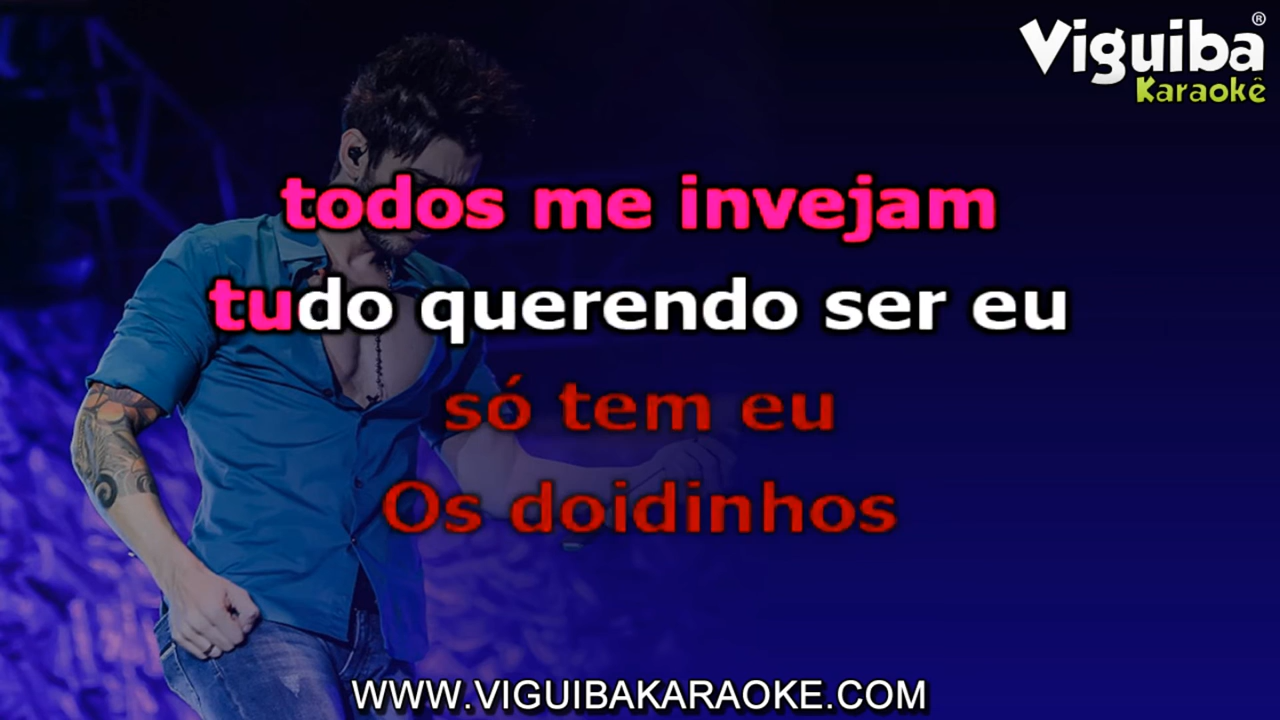 Viguiba®
Karaokê
todos me invejam
tudo querendo ser eu
só tem eu
Os doidinhos
WWW.VIGUIBAKARAOKE.COM